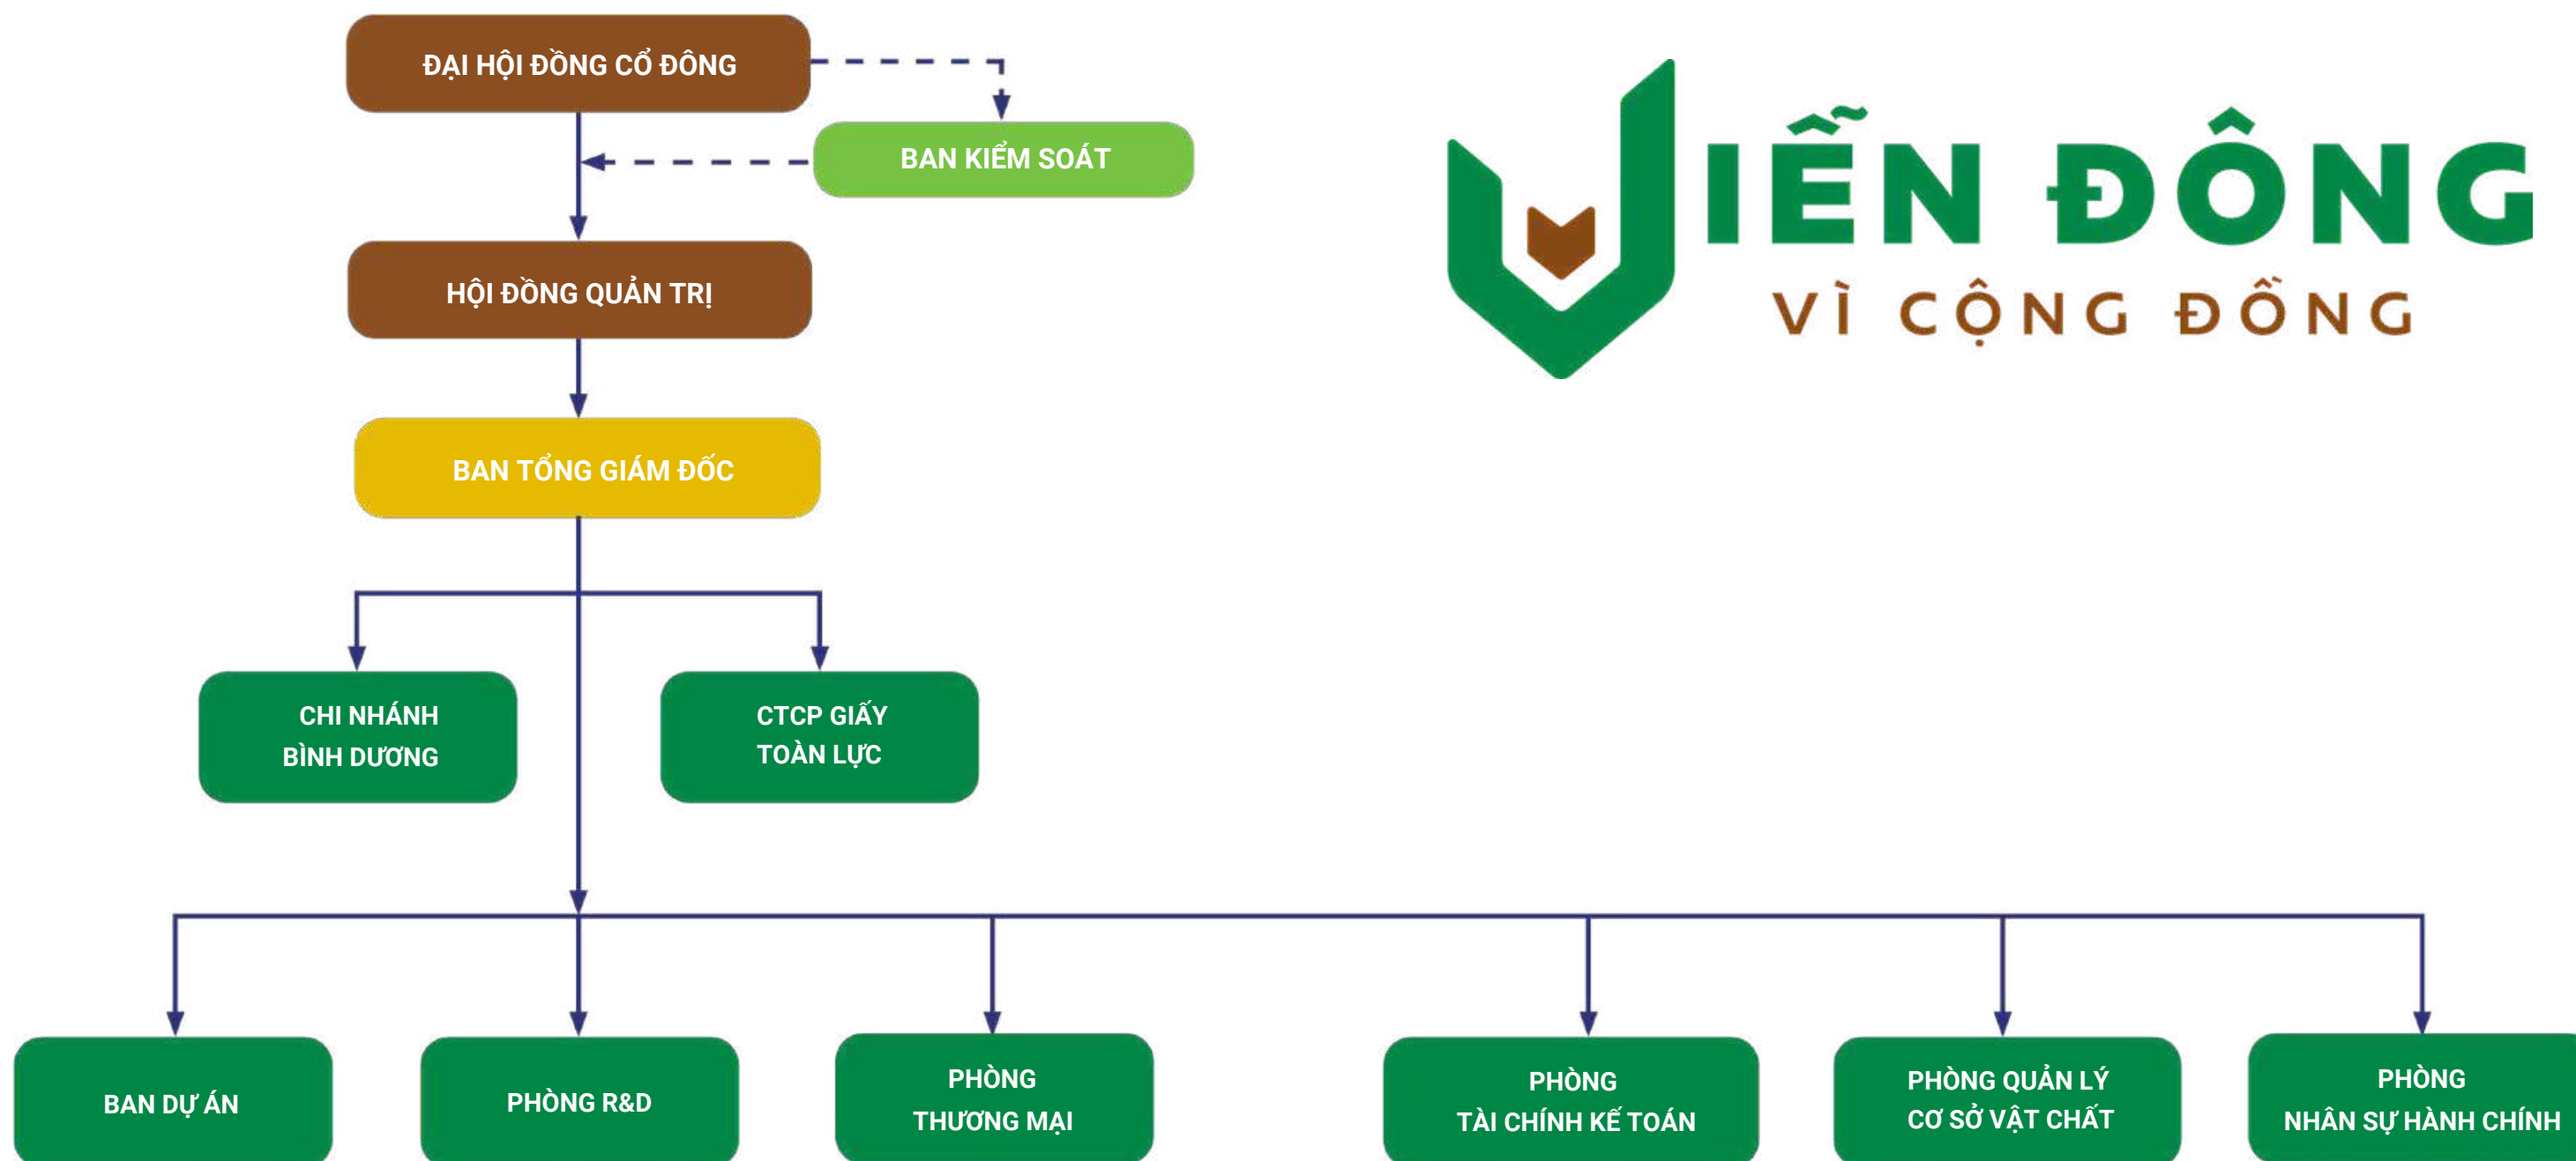 ĐẠI HỘI ĐỒNG CỔ ĐÔNG
BAN KIỂM SOÁT
VIỄN ĐÔNG
VÌ CỘNG ĐỒNG
HỘI ĐỒNG QUẢN TRỊ
BAN TỔNG GIÁM ĐỐC
CHI NHÁNH
BÌNH DƯƠNG
CTCP GIẤY
TOÀN LỰC
BAN DỰ ÁN
PHÒNG R&D
PHÒNG
THƯƠNG MẠI
PHÒNG
TÀI CHÍNH KẾ TOÁN
PHÒNG QUẢN LÝ
CƠ SỞ VẬT CHẤT
PHÒNG
NHÂN SỰ HÀNH CHÍNH